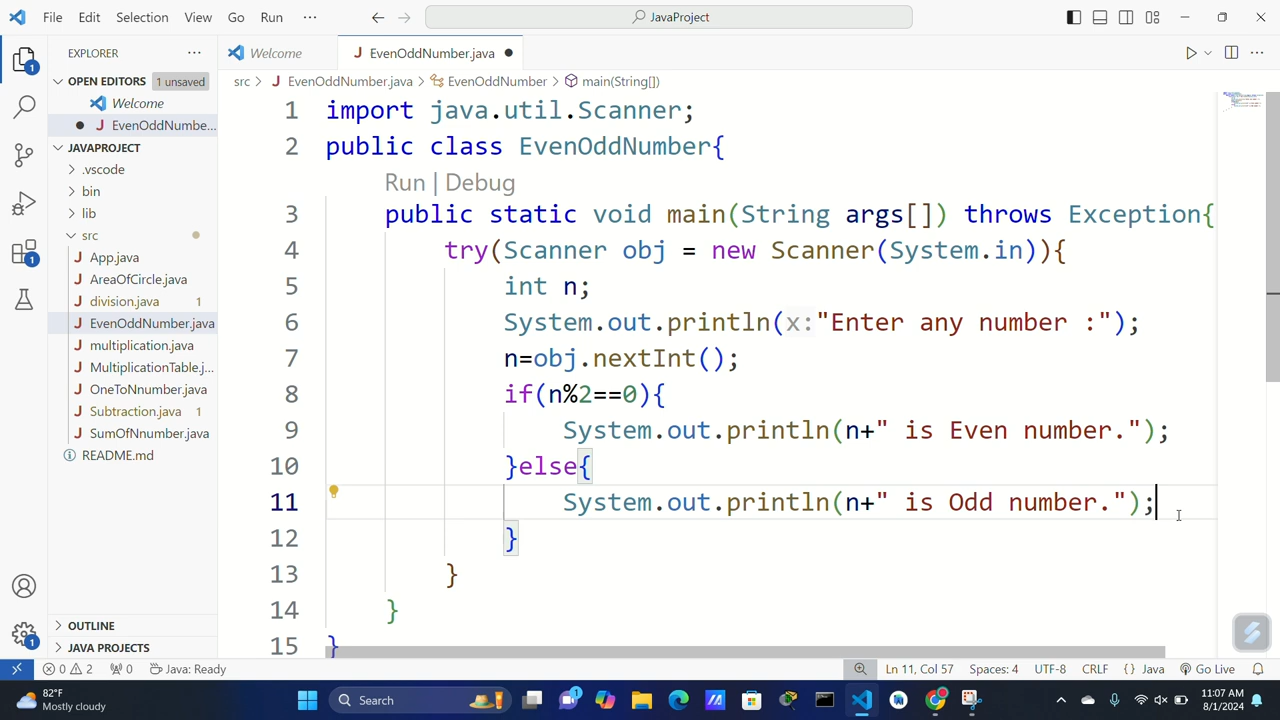 File Edit Selection View Go Run ··· JavaProject
EXPLORER ···
OPEN EDITORS 1 unsaved
Welcome
EvenOddNumbe...
JAVAPROJECT
.vscode
bin
lib
src
App.java
AreaOfCircle.java
division.java 1
EvenOddNumber.java
multiplication.java
MultiplicationTable.j...
OneToNnumber.java
Subtraction.java 1
SumOfNnumber.java
README.md
OUTLINE
JAVA PROJECTS
1
1
1
Welcome
J EvenOddNumber.java
src > J EvenOddNumber.java > EvenOddNumber > main(String[])
1 import java.util.Scanner;
2 public class EvenOddNumber{
Run | Debug
3 public static void main(String args[]) throws Exception{
4 try(Scanner obj = new Scanner(System.in)){
5 int n;
6 System.out.println(x:"Enter any number :");
7 n=obj.nextInt();
8 if(n%2==0){
9 System.out.println(n+" is Even number.");
10 }else{
11 System.out.println(n+" is Odd number.");
12 }
13 }
14 }
15 }
0 2 0 Java: Ready Ln 11, Col 57 Spaces: 4 UTF-8 CRLF {} Java Go Live
82°F
Mostly cloudy
Search
1
11:07 AM
8/1/2024